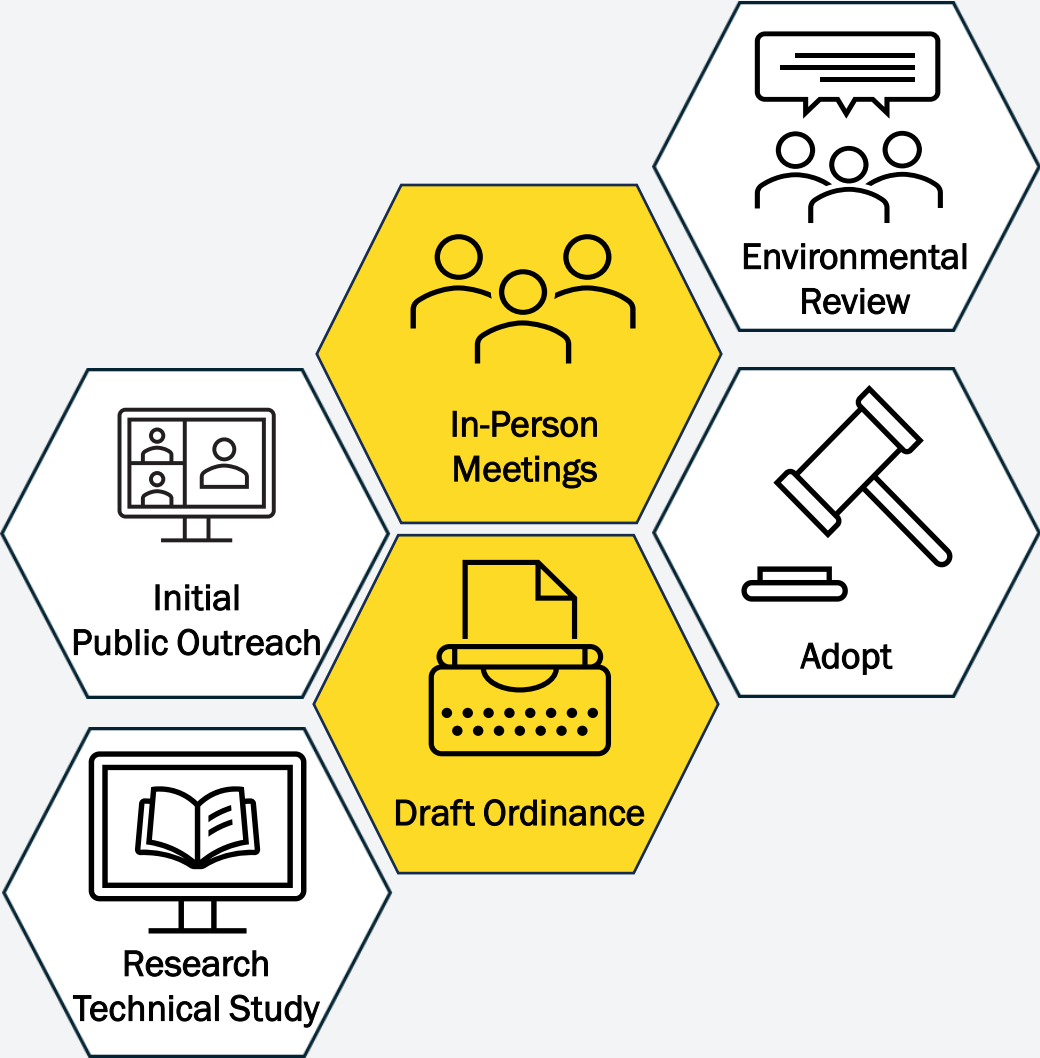 Environmental
Review
In-Person
Meetings
Initial
Public Outreach
Adopt
Draft Ordinance
Research
Technical Study